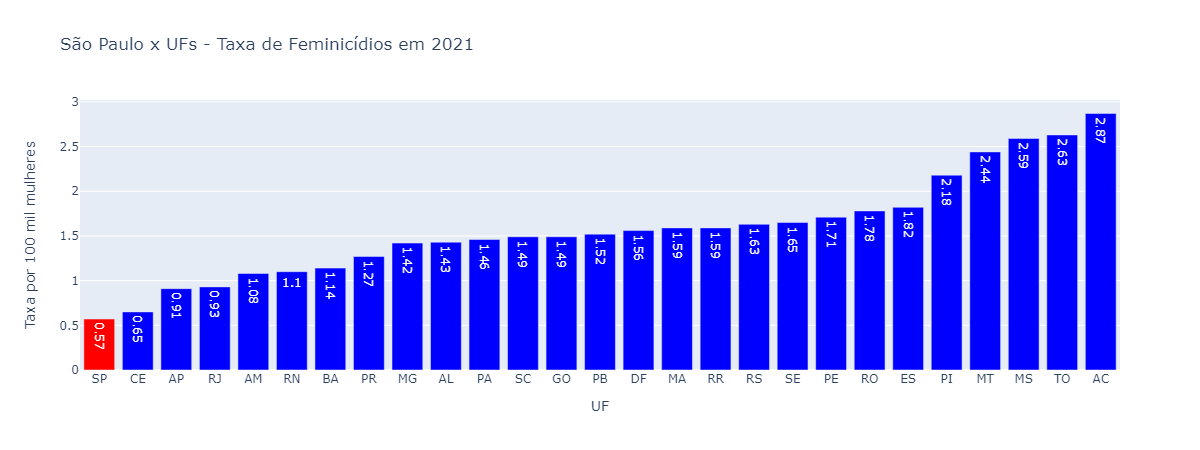 São Paulo x UFs - Taxa de Feminicídios em 2021
Taxa por 100 mil mulheres
3
2.5
2
1.5
1
0.5
0
0.57 0.65 0.91 0.93 1.08 1.1 1.14 1.27 1.42 1.43 1.46 1.49 1.49 1.52 1.56 1.59 1.59 1.63 1.65 1.71 1.78 1.82 2.18 2.44 2.59 2.63 2.87
SP CE AP RJ AM RN BA PR MG AL PA SC GO PB DF MA RR RS SE PE RO ES PI MT MS TO AC
UF